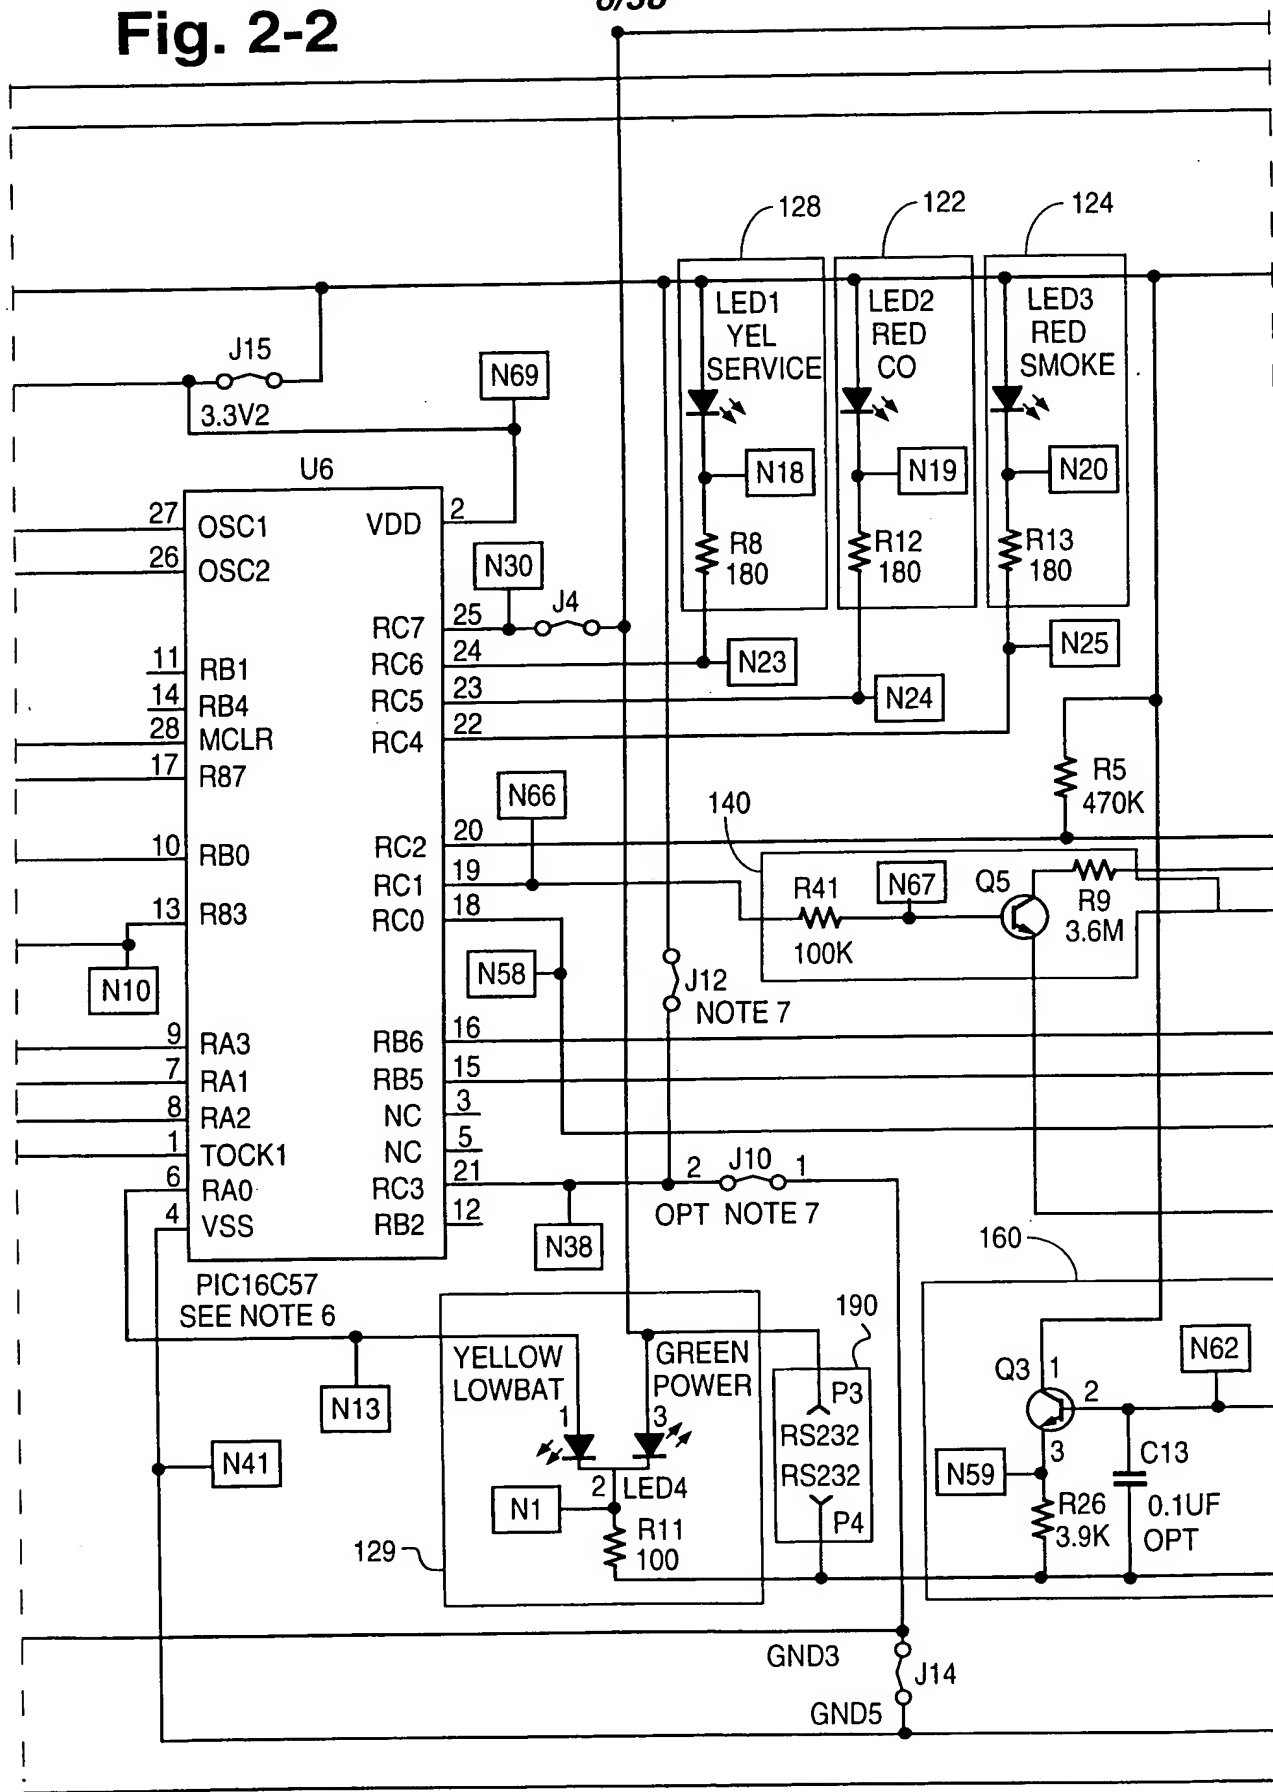 Fig. 2-2
128
122
124
LED1
YEL
SERVICE
LED2
RED
CO
LED3
RED
SMOKE
J15
3.3V2
N69
N18
N19
N20
U6
27 OSC1
VDD 2
26 OSC2
R8
180
R12
180
R13
180
N30
J4
RC7 25
RC6 24
N23
N25
11 RB1
14 RB4
RC5 23
N24
28 MCLR
RC4 22
17 R87
R5
470K
N66
140
10 RB0
RC2 20
RC1 19
R41
100K
N67
Q5
R9
3.6M
13 R83
RC0 18
N10
N58
J12
NOTE 7
9 RA3
RB6 16
7 RA1
RB5 15
8 RA2
NC 3
1 TOCK1
NC 5
6 RA0
RC3 21
2 J10 1
OPT NOTE 7
4 VSS
RB2 12
N38
PIC16C57
SEE NOTE 6
160
190
YELLOW
LOWBAT
GREEN
POWER
N13
1
3
P3
RS232
RS232
P4
Q3
1
2
3
N62
N41
N59
C13
0.1UF
OPT
2
LED4
N1
R11
100
R26
3.9K
129
GND3
J14
GND5